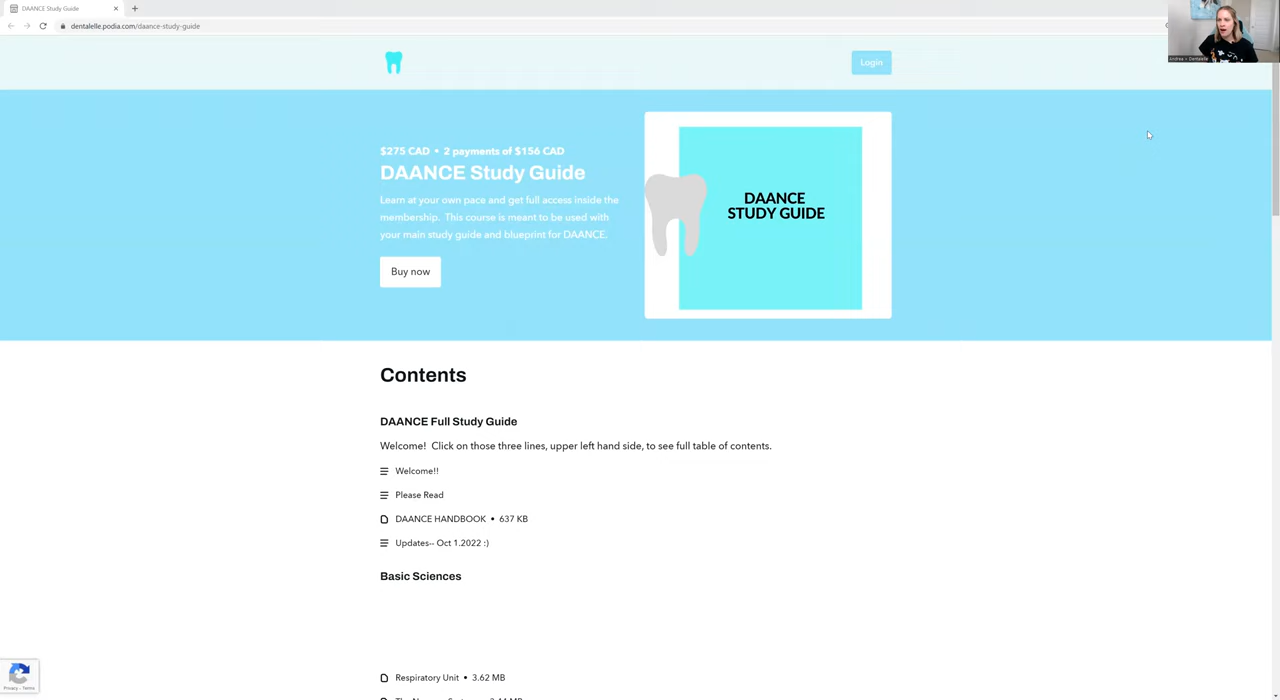 DAANCE Study Guide
dentalelle.podia.com/daance-study-guide
Login
Andrea - Dentalelle
$275 CAD • 2 payments of $156 CAD
DAANCE Study Guide
Learn at your own pace and get full access inside the
membership. This course is meant to be used with
your main study guide and blueprint for DAANCE.
Buy now
DAANCE
STUDY GUIDE
Contents
DAANCE Full Study Guide
Welcome! Click on those three lines, upper left hand side, to see full table of contents.
Welcome!!
Please Read
DAANCE HANDBOOK • 637 KB
Updates-- Oct 1.2022 :)
Basic Sciences
Respiratory Unit • 3.62 MB
Privacy - Terms